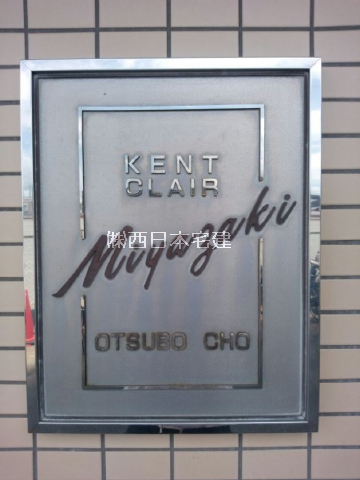 KENT
CLAIR
Miyazaki
㈱西日本宅建
OTSUBO CHO